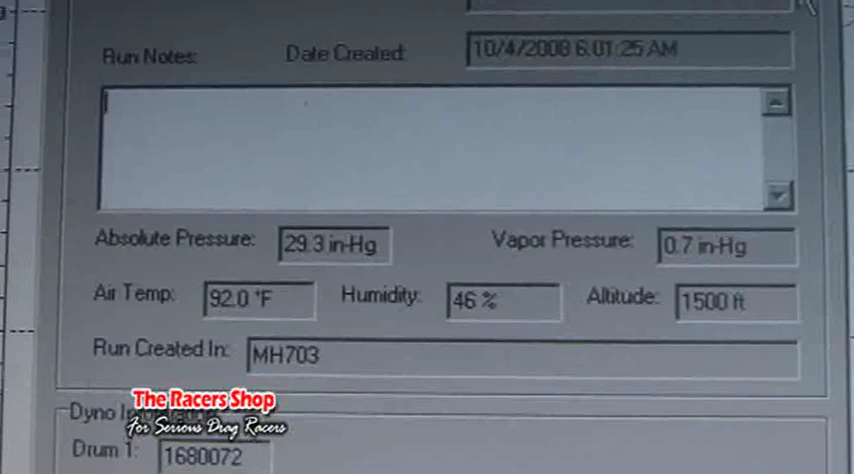 Run Notes: Date Created: 10/4/2008 6:01:25 AM
Absolute Pressure: 29.3 in-Hg Vapor Pressure: 0.7 in-Hg
Air Temp: 92.0 °F Humidity: 46 % Altitude: 1500 ft
Run Created In: MH703
The Racers Shop
Dyno
For Serious Drag Racers
Drum 1: 1680072